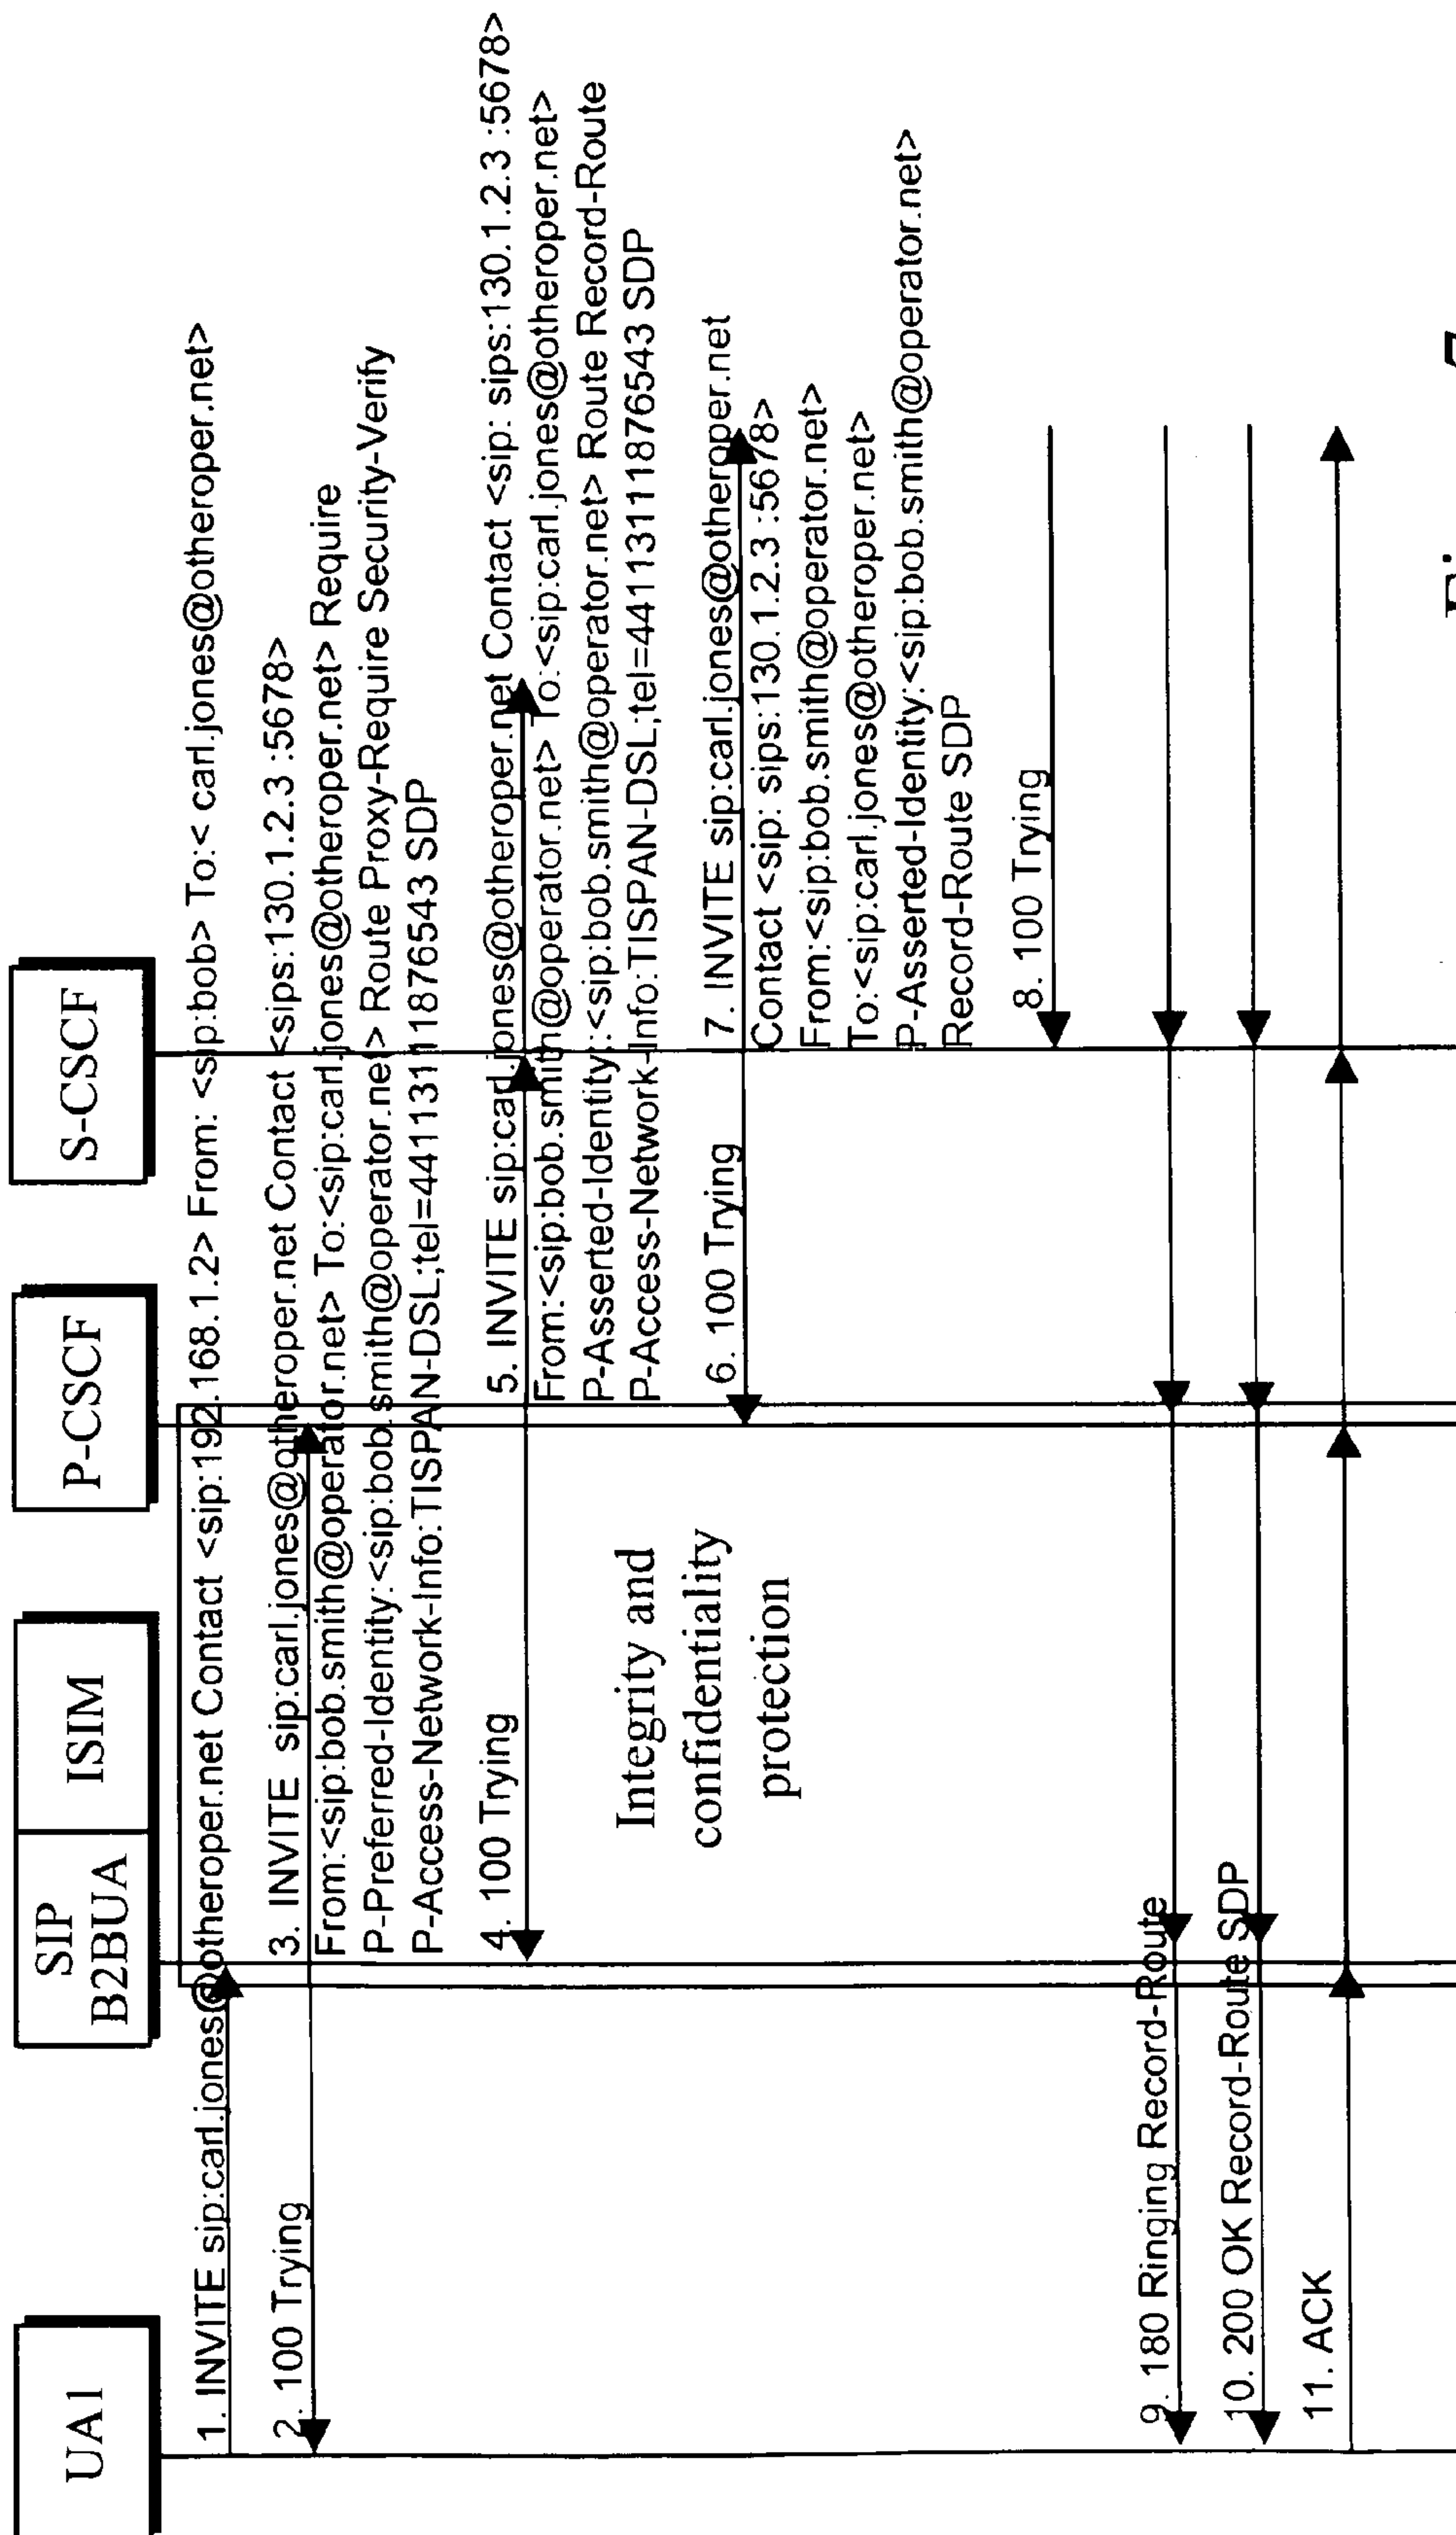 UA1
SIP
B2BUA
ISIM
P-CSCF
S-CSCF
1. INVITE sip:carl.jones@otheroper.net Contact <sip:192.168.1.2> From: <sip:bob> To:< carl.jones@otheroper.net>
2. 100 Trying
3. INVITE sip:carl.jones@otheroper.net Contact <sips:130.1.2.3 :5678>
From:<sip:bob.smith@operator.net> To:<sip:carl.jones@otheroper.net> Require
P-Preferred-Identity:<sip:bob.smith@operator.net> Route Proxy-Require Security-Verify
P-Access-Network-Info:TISPAN-DSL;tel=44113111876543 SDP
4. 100 Trying
5. INVITE sip:carl.jones@otheroper.net Contact <sip: sips:130.1.2.3 :5678>
From:<sip:bob.smith@operator.net> To:<sip:carl.jones@otheroper.net>
P-Asserted-Identity:<sip:bob.smith@operator.net> Route Record-Route
P-Access-Network-Info:TISPAN-DSL;tel=44113111876543 SDP
Integrity and
confidentiality
protection
6. 100 Trying
7. INVITE sip:carl.jones@otheroper.net
Contact <sip: sips:130.1.2.3 :5678>
From:<sip:bob.smith@operator.net>
To:<sip:carl.jones@otheroper.net>
P-Asserted-Identity:<sip:bob.smith@operator.net>
Record-Route SDP
8. 100 Trying
9. 180 Ringing Record-Route
10. 200 OK Record-Route SDP
11. ACK